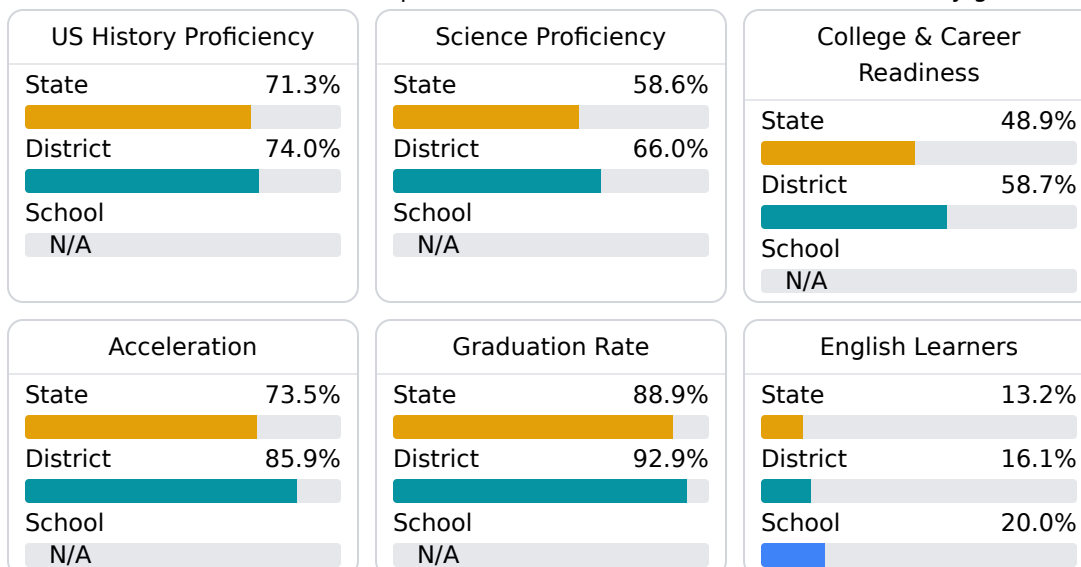 US History Proficiency
State 71.3%
District 74.0%
School
N/A
Science Proficiency
State 58.6%
District 66.0%
School
N/A
College & Career
Readiness
State 48.9%
District 58.7%
School
N/A
Acceleration
State 73.5%
District 85.9%
School
N/A
Graduation Rate
State 88.9%
District 92.9%
School
N/A
English Learners
State 13.2%
District 16.1%
School 20.0%